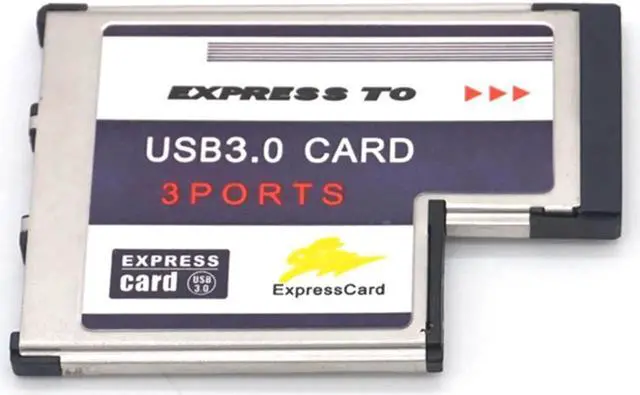 EXPRESS TO
USB3.0 CARD
3PORTS
EXPRESS
card USB 3.0
ExpressCard